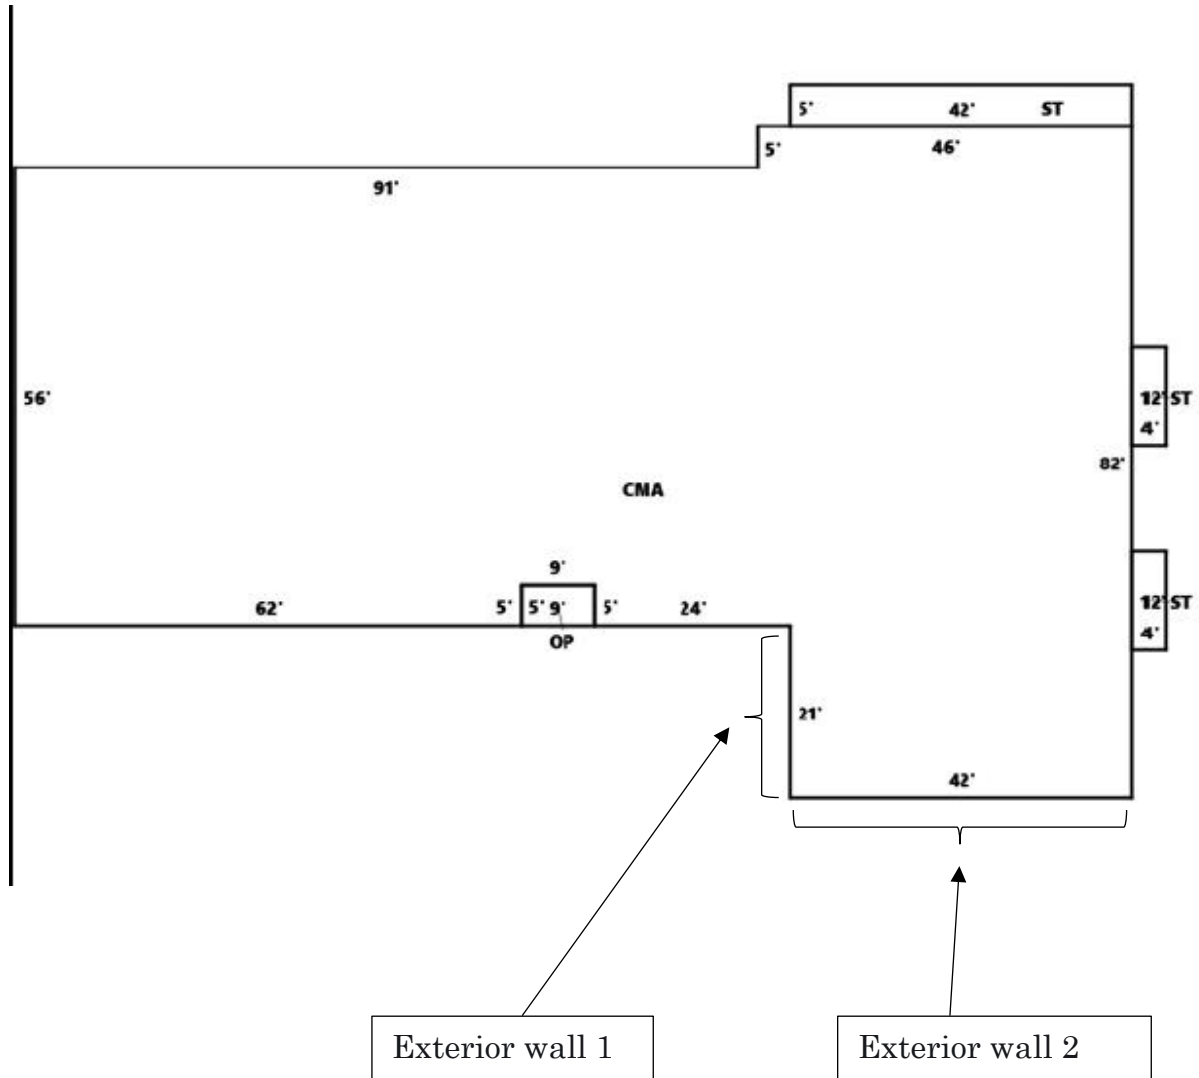 5' 42' ST
5' 46'
91'
56'
12' ST
4'
82'
CMA
9'
62' 5' 5' 9' 5' 24'
12' ST
4'
OP
21'
42'
Exterior wall 1
Exterior wall 2